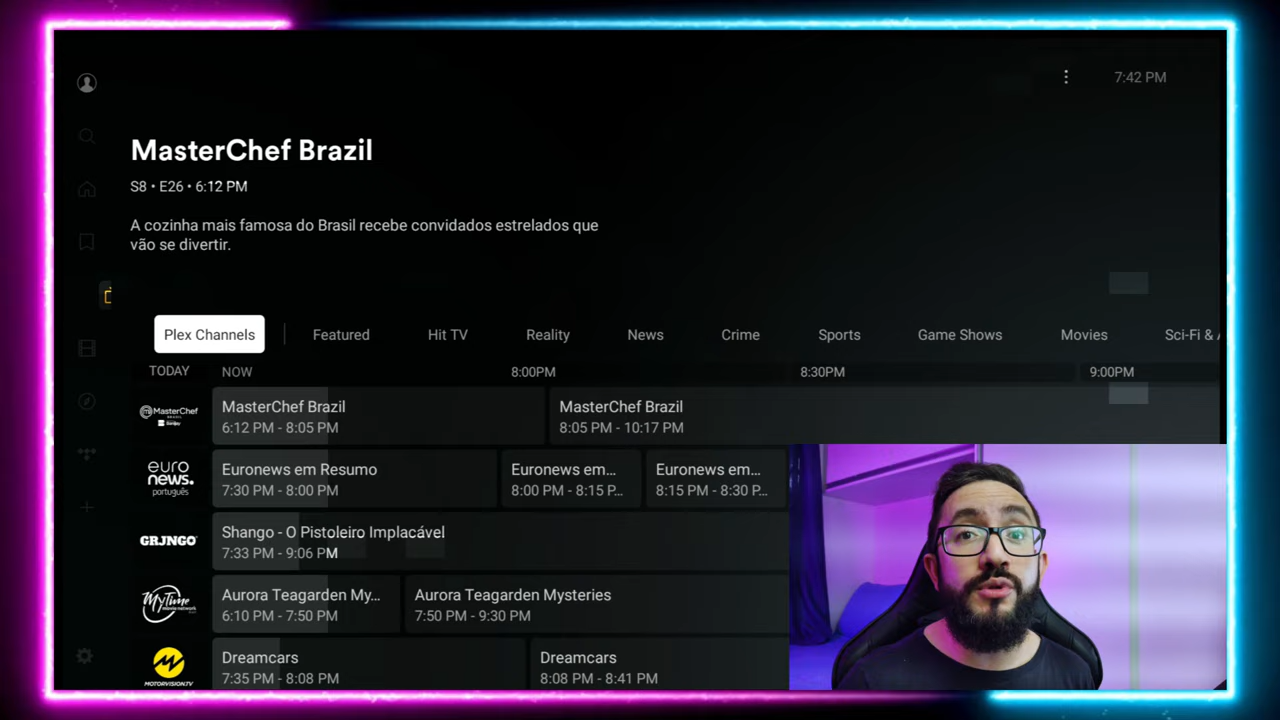 7:42 PM
MasterChef Brazil
S8 • E26 • 6:12 PM
A cozinha mais famosa do Brasil recebe convidados estrelados que
vão se divertir.
Plex Channels
Featured
Hit TV
Reality
News
Crime
Sports
Game Shows
Movies
Sci-Fi &
TODAY
NOW
8:00PM
8:30PM
9:00PM
MasterChef
MasterChef Brazil
6:12 PM - 8:05 PM
MasterChef Brazil
8:05 PM - 10:17 PM
euro
news.
português
Euronews em Resumo
7:30 PM - 8:00 PM
Euronews em...
8:00 PM - 8:15 P...
Euronews em...
8:15 PM - 8:30 P...
GRJNGO
Shango - O Pistoleiro Implacável
7:33 PM - 9:06 PM
MyTime
movie network
Aurora Teagarden My...
6:10 PM - 7:50 PM
Aurora Teagarden Mysteries
7:50 PM - 9:30 PM
MOTORVISION.TV
Dreamcars
7:35 PM - 8:08 PM
Dreamcars
8:08 PM - 8:41 PM